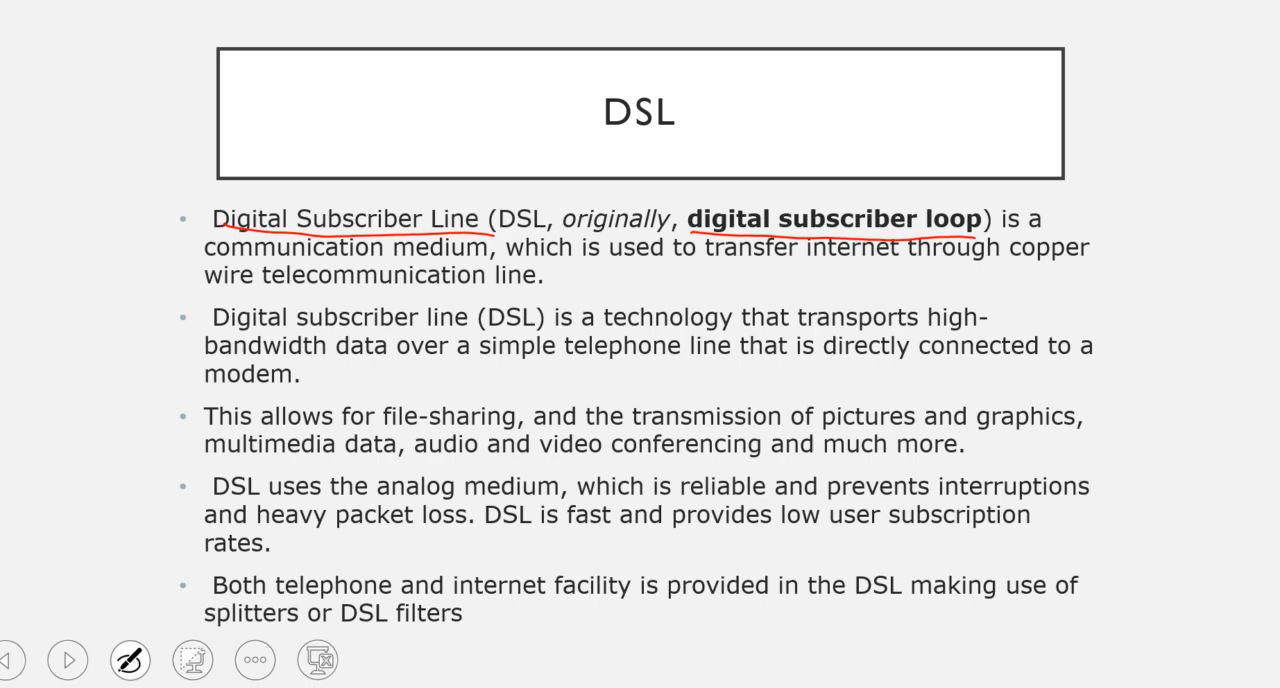 DSL
• Digital Subscriber Line (DSL, originally, digital subscriber loop) is a
communication medium, which is used to transfer internet through copper
wire telecommunication line.
• Digital subscriber line (DSL) is a technology that transports high-
bandwidth data over a simple telephone line that is directly connected to a
modem.
• This allows for file-sharing, and the transmission of pictures and graphics,
multimedia data, audio and video conferencing and much more.
• DSL uses the analog medium, which is reliable and prevents interruptions
and heavy packet loss. DSL is fast and provides low user subscription
rates.
• Both telephone and internet facility is provided in the DSL making use of
splitters or DSL filters